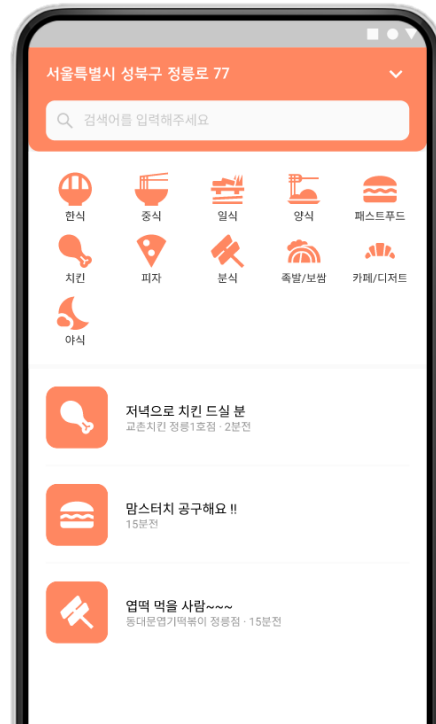 서울특별시 성북구 정릉로 77
검색어를 입력해주세요
한식 중식 일식 양식 패스트푸드
치킨 피자 분식 족발/보쌈 카페/디저트
야식
저녁으로 치킨 드실 분
교촌치킨 정릉1호점 · 2분전
맘스터치 공구해요 !!
15분전
엽떡 먹을 사람~~~
동대문엽기떡볶이 정릉점 · 15분전